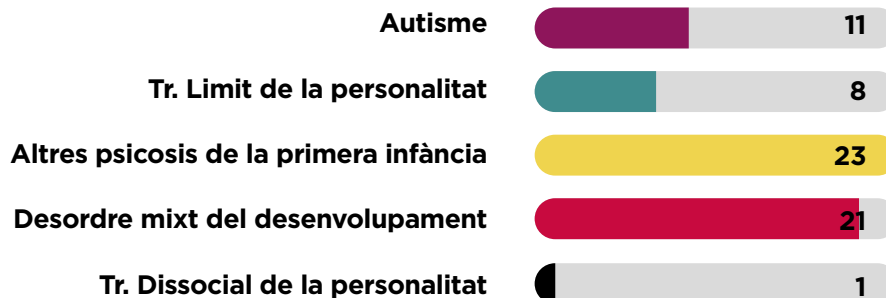 Autisme 11
Tr. Limit de la personalitat 8
Altres psicosis de la primera infància 23
Desordre mixt del desenvolupament 21
Tr. Dissocial de la personalitat 1